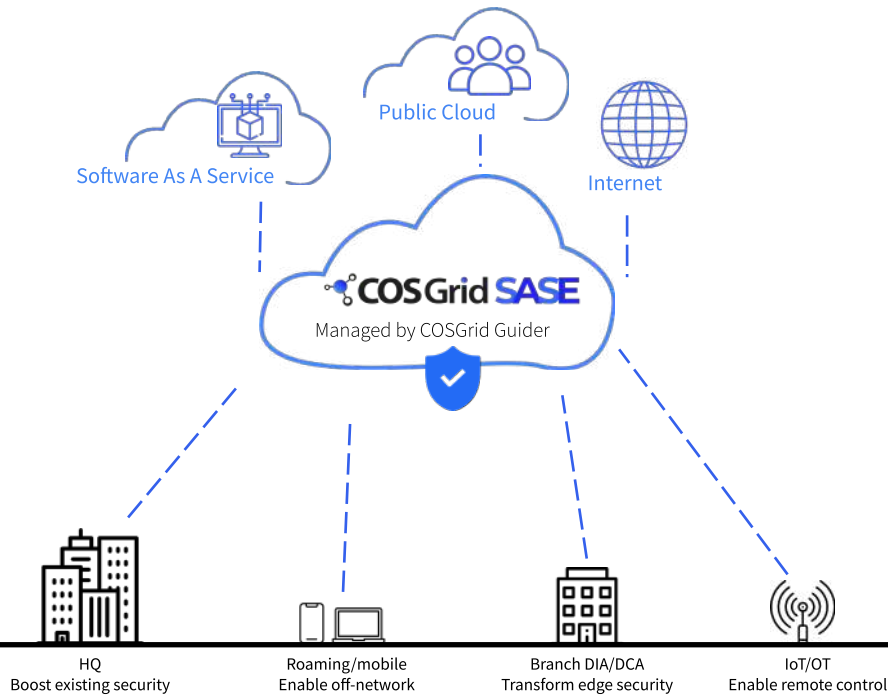 Public Cloud
Software As A Service
Internet
COSGrid SASE
Managed by COSGrid Guider
HQ
Boost existing security
Roaming/mobile
Enable off-network
Branch DIA/DCA
Transform edge security
IoT/OT
Enable remote control